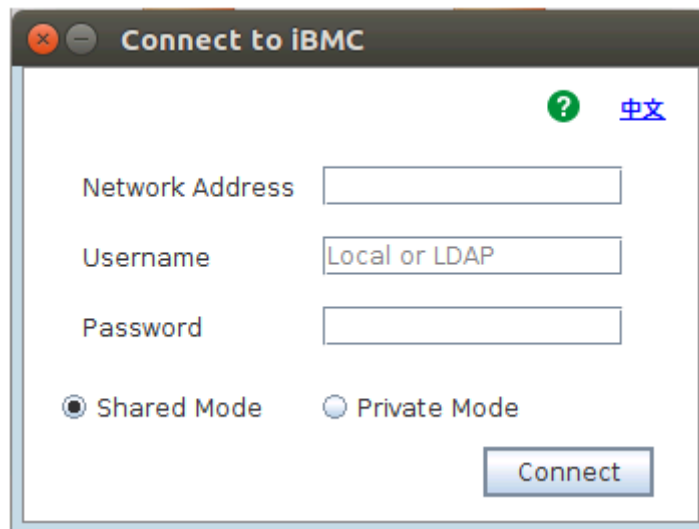 Connect to iBMC
? 中文
Network Address
Username Local or LDAP
Password
Shared Mode Private Mode
Connect